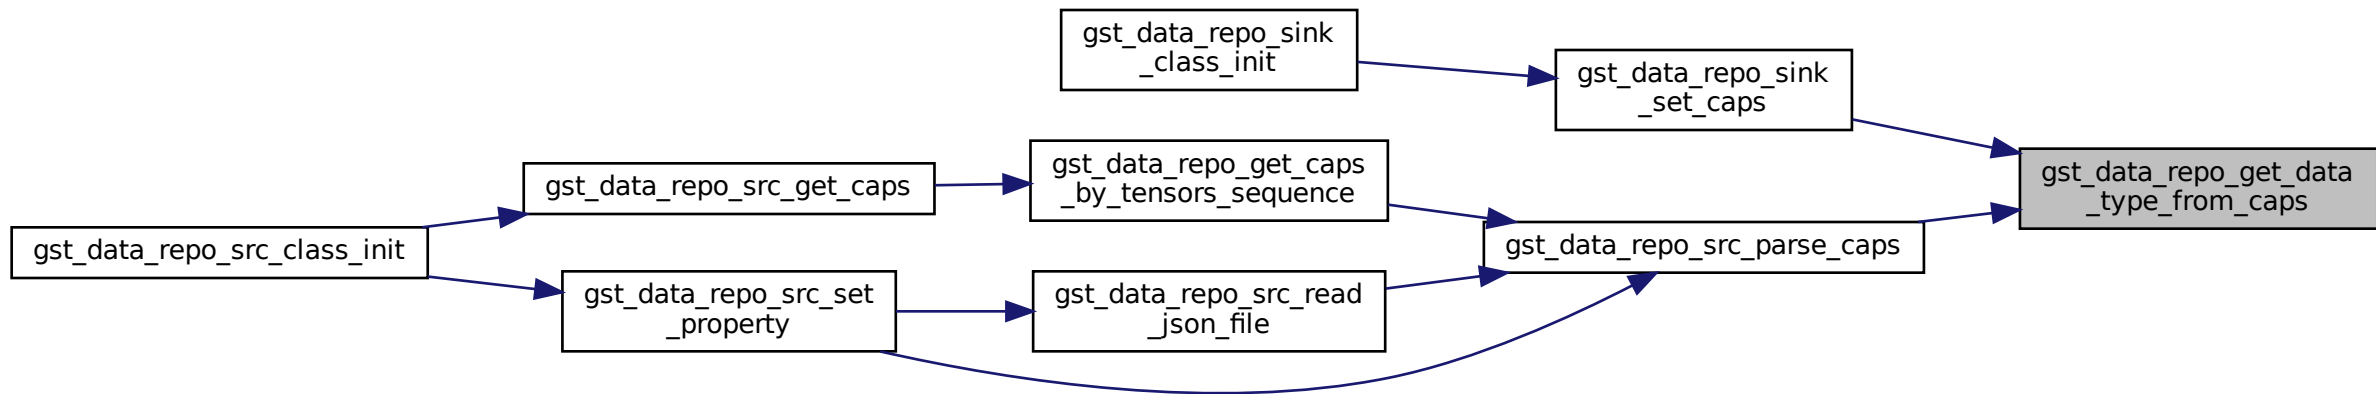 gst_data_repo_sink
_class_init
gst_data_repo_sink
_set_caps
gst_data_repo_get_data
_type_from_caps
gst_data_repo_get_caps
_by_tensors_sequence
gst_data_repo_src_get_caps
gst_data_repo_src_class_init
gst_data_repo_src_parse_caps
gst_data_repo_src_set
_property
gst_data_repo_src_read
_json_file